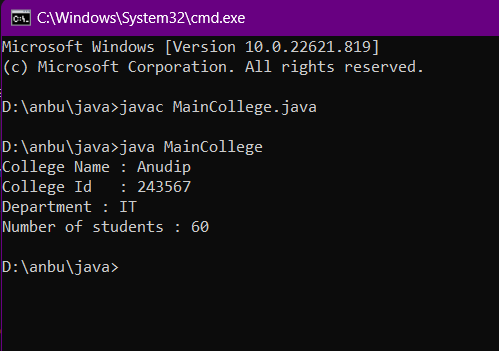 C:\Windows\System32\cmd.exe
Microsoft Windows [Version 10.0.22621.819]
(c) Microsoft Corporation. All rights reserved.
D:\anbu\java>javac MainCollege.java
D:\anbu\java>java MainCollege
College Name : Anudip
College Id   : 243567
Department : IT
Number of students : 60
D:\anbu\java>